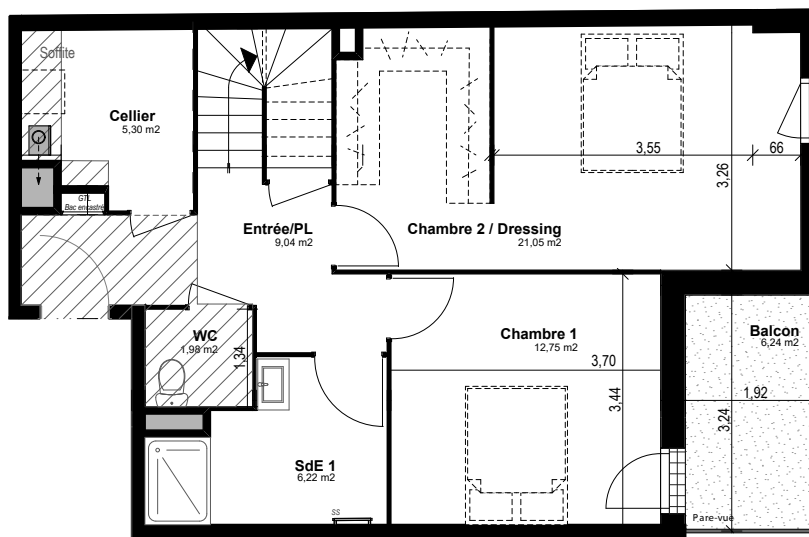 Soffite
Cellier
5,30 m2
GTL
Bac encastré
Entrée/PL
9,04 m2
Chambre 2 / Dressing
21,05 m2
3,55
66
3,26
WC
1,98 m2
1,34
Chambre 1
12,75 m2
3,70
3,44
Balcon
6,24 m2
1,92
3,24
SdE 1
6,22 m2
SS
Pare-vue